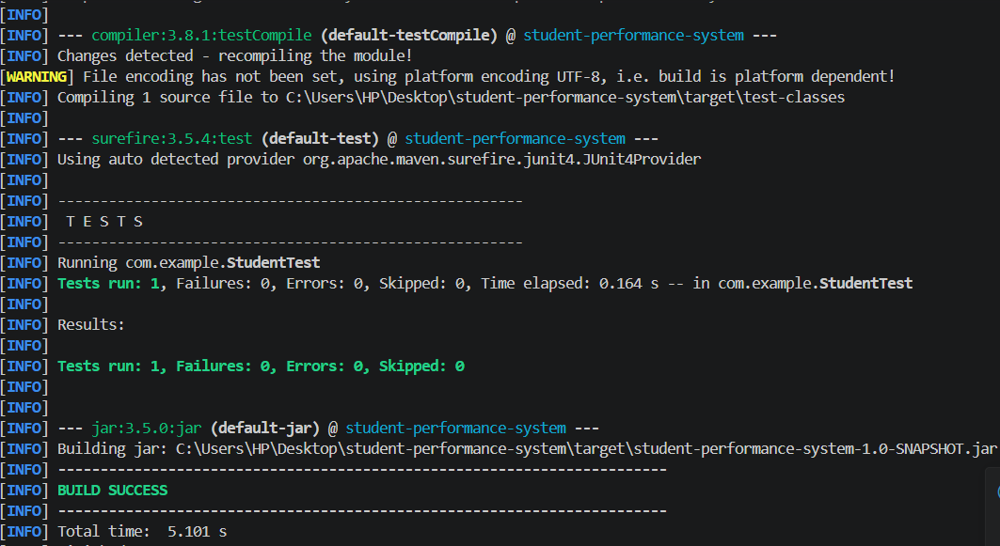 [INFO]
[INFO] --- compiler:3.8.1:testCompile (default-testCompile) @ student-performance-system ---
[INFO] Changes detected - recompiling the module!
[WARNING] File encoding has not been set, using platform encoding UTF-8, i.e. build is platform dependent!
[INFO] Compiling 1 source file to C:\Users\HP\Desktop\student-performance-system\target\test-classes
[INFO]
[INFO] --- surefire:3.5.4:test (default-test) @ student-performance-system ---
[INFO] Using auto detected provider org.apache.maven.surefire.junit4.JUnit4Provider
[INFO]
[INFO] -------------------------------------------------------
[INFO]  T E S T S
[INFO] -------------------------------------------------------
[INFO] Running com.example.StudentTest
[INFO] Tests run: 1, Failures: 0, Errors: 0, Skipped: 0, Time elapsed: 0.164 s -- in com.example.StudentTest
[INFO]
[INFO] Results:
[INFO]
[INFO] Tests run: 1, Failures: 0, Errors: 0, Skipped: 0
[INFO]
[INFO]
[INFO] --- jar:3.5.0:jar (default-jar) @ student-performance-system ---
[INFO] Building jar: C:\Users\HP\Desktop\student-performance-system\target\student-performance-system-1.0-SNAPSHOT.jar
[INFO] ------------------------------------------------------------------------
[INFO] BUILD SUCCESS
[INFO] ------------------------------------------------------------------------
[INFO] Total time:  5.101 s